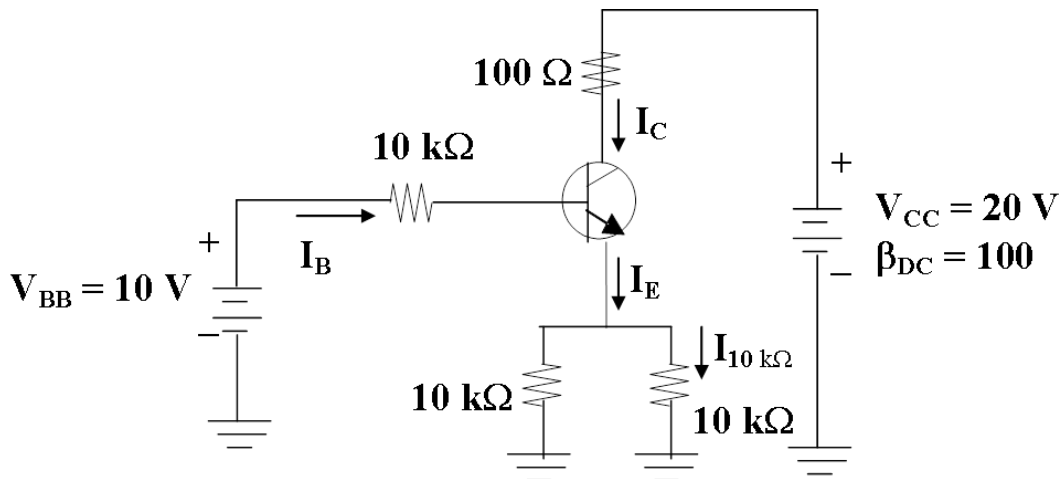 100 Ω
I_C
10 kΩ
+
+
V_CC = 20 V
I_B
β_DC = 100
V_BB = 10 V
I_E
−
−
I_10 kΩ
10 kΩ
10 kΩ